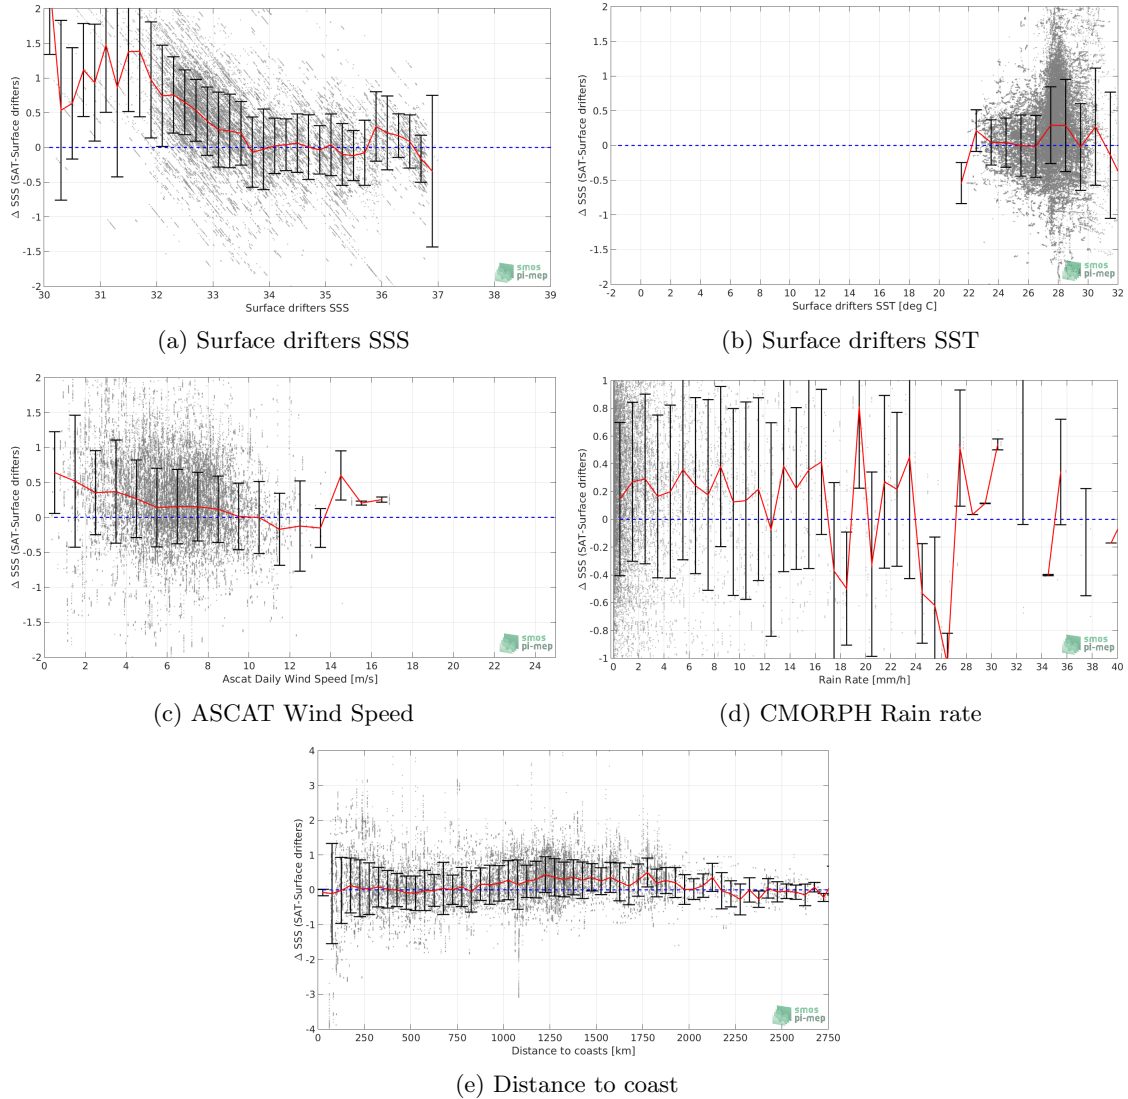 2
1.5
1
0.5
0
-0.5
-1
-1.5
-2
Δ SSS (SAT-Surface drifters)
30 31 32 33 34 35 36 37 38 39
Surface drifters SSS
smos
pi-mep
(a) Surface drifters SSS
2
1.5
1
0.5
0
-0.5
-1
-1.5
-2
Δ SSS (SAT-Surface drifters)
-2 0 2 4 6 8 10 12 14 16 18 20 22 24 26 28 30 32
Surface drifters SST [deg C]
smos
pi-mep
(b) Surface drifters SST
2
1.5
1
0.5
0
-0.5
-1
-1.5
-2
Δ SSS (SAT-Surface drifters)
0 2 4 6 8 10 12 14 16 18 20 22 24
Ascat Daily Wind Speed [m/s]
smos
pi-mep
(c) ASCAT Wind Speed
1
0.8
0.6
0.4
0.2
0
-0.2
-0.4
-0.6
-0.8
-1
Δ SSS (SAT-Surface drifters)
0 2 4 6 8 10 12 14 16 18 20 22 24 26 28 30 32 34 36 38 40
Rain Rate [mm/h]
smos
pi-mep
(d) CMORPH Rain rate
4
3
2
1
0
-1
-2
-3
-4
Δ SSS (SAT-Surface drifters)
0 250 500 750 1000 1250 1500 1750 2000 2250 2500 2750
Distance to coasts [km]
smos
pi-mep
(e) Distance to coast